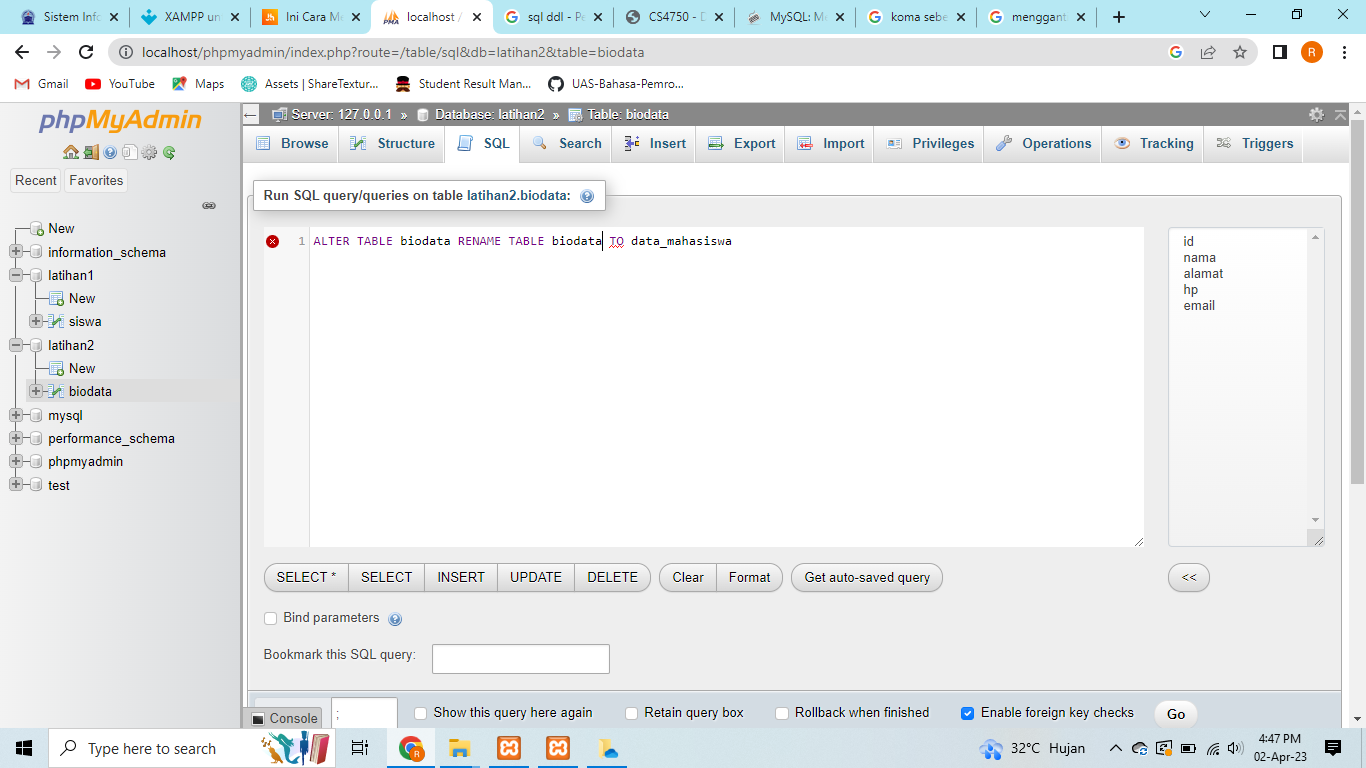 Sistem Info
XAMPP un
Ini Cara Me
localhost /
sql ddl - Pe
CS4750 - D
MySQL: Me
koma sebe
mengganti
localhost/phpmyadmin/index.php?route=/table/sql&db=latihan2&table=biodata
R
Gmail
YouTube
Maps
Assets | ShareTextur...
Student Result Man...
UAS-Bahasa-Pemro...
phpMyAdmin
Recent
Favorites
New
information_schema
latihan1
New
siswa
latihan2
New
biodata
mysql
performance_schema
phpmyadmin
test
Server: 127.0.0.1 » Database: latihan2 » Table: biodata
Browse
Structure
SQL
Search
Insert
Export
Import
Privileges
Operations
Tracking
Triggers
Run SQL query/queries on table latihan2.biodata:
1 ALTER TABLE biodata RENAME TABLE biodata TO data_mahasiswa
id
nama
alamat
hp
email
SELECT *
SELECT
INSERT
UPDATE
DELETE
Clear
Format
Get auto-saved query
<<
Bind parameters
Bookmark this SQL query:
Console
;
Show this query here again
Retain query box
Rollback when finished
Enable foreign key checks
Go
Type here to search
32°C Hujan
4:47 PM
02-Apr-23